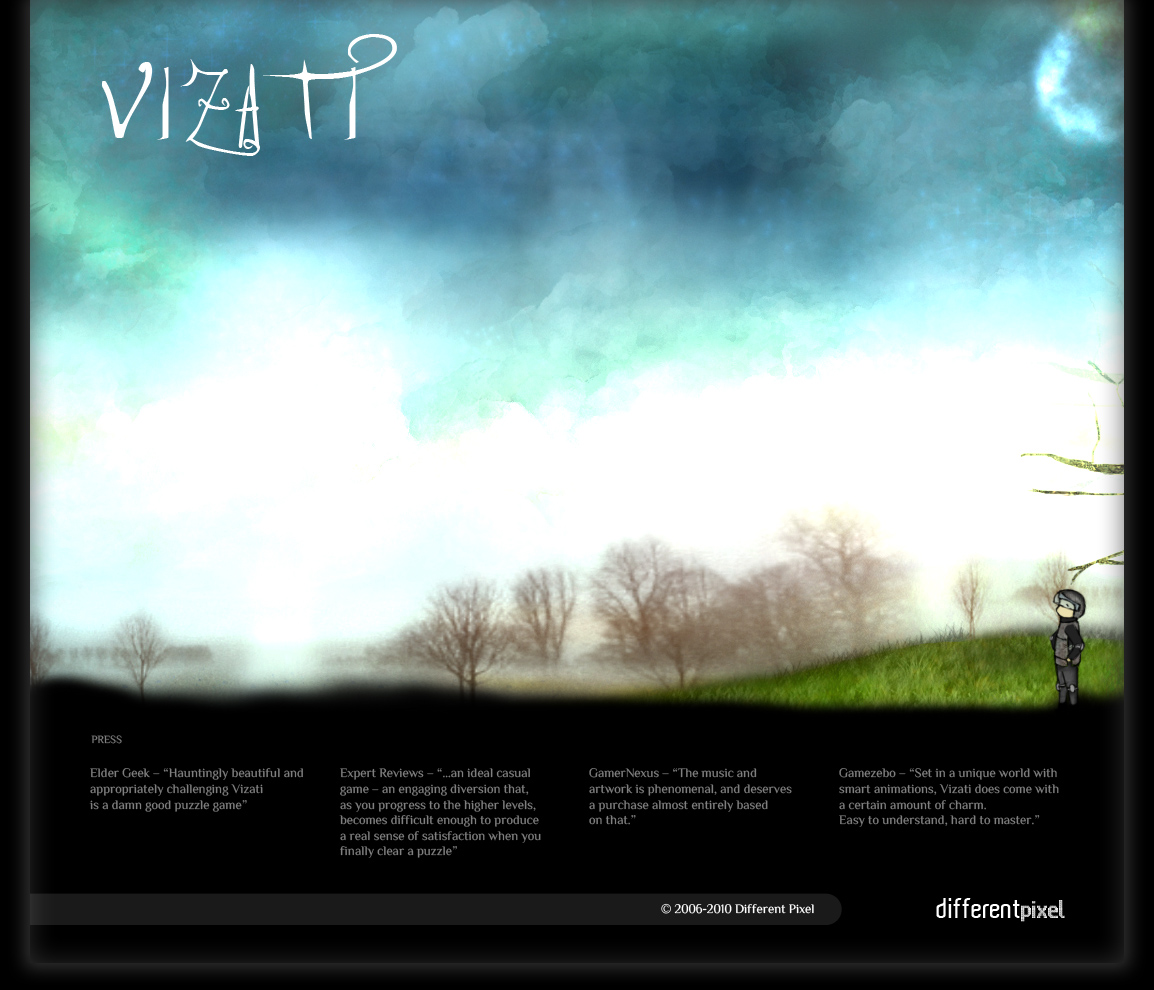 VIZATI
PRESS
Elder Geek – “Hauntingly beautiful and
appropriately challenging Vizati
is a damn good puzzle game”
Expert Reviews – “...an ideal casual
game – an engaging diversion that,
as you progress to the higher levels,
becomes difficult enough to produce
a real sense of satisfaction when you
finally clear a puzzle”
GamerNexus – “The music and
artwork is phenomenal, and deserves
a purchase almost entirely based
on that.”
Gamezebo – “Set in a unique world with
smart animations, Vizati does come with
a certain amount of charm.
Easy to understand, hard to master.”
© 2006-2010 Different Pixel
differentpixel